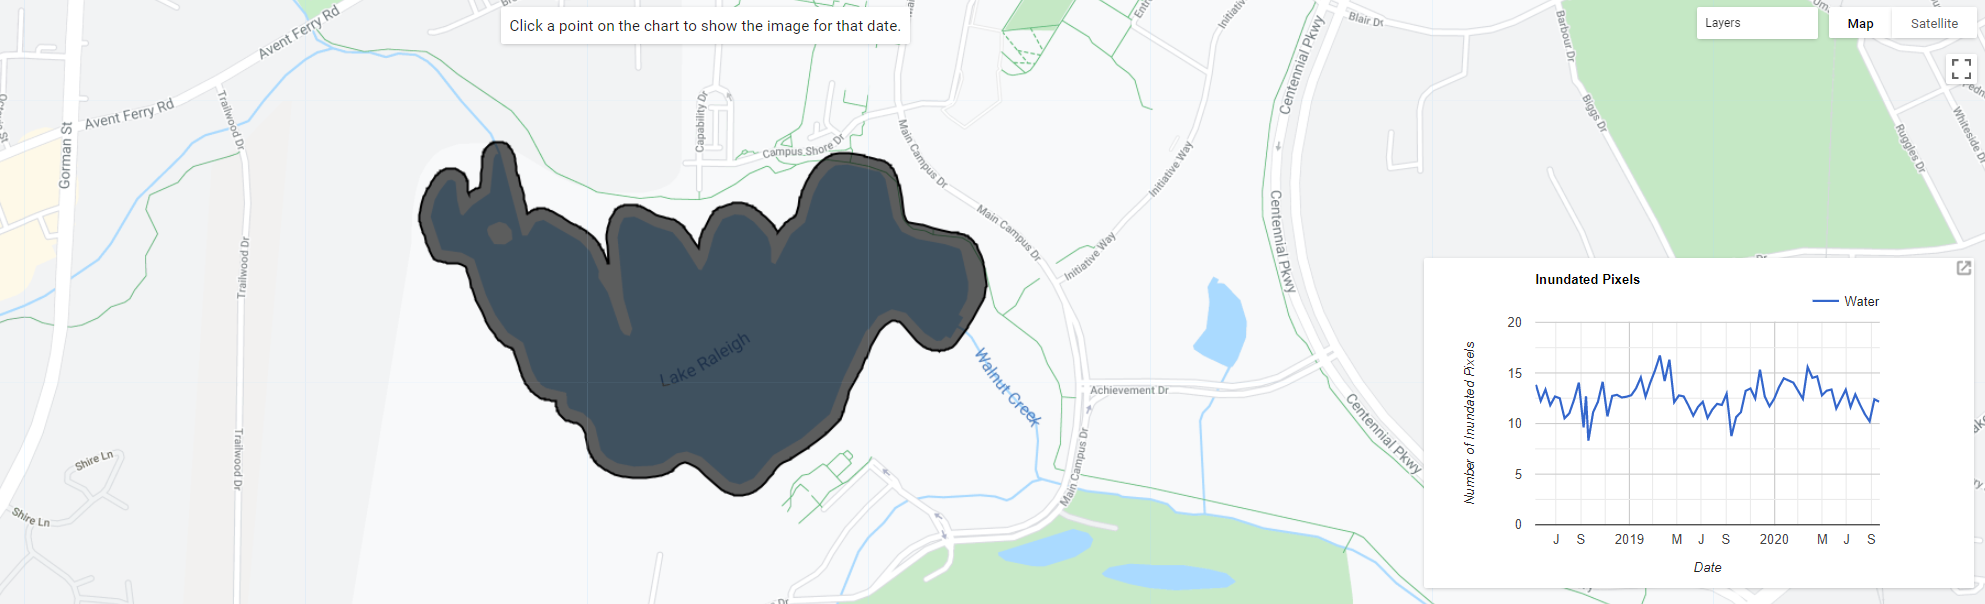 Click a point on the chart to show the image for that date.
Layers
Map
Satellite
Avent Ferry Rd
Avent Ferry Rd
Gorman St
Trailwood Dr
Trailwood Dr
Trailwood Dr
Shire Ln
Shire Ln
Capability Dr
Campus Shore Dr
Main Campus Dr
Main Campus Dr
Main Campus Dr
Initiative Way
Initiative Way
Centennial Pkwy
Centennial Pkwy
Centennial Pkwy
Blair Dr
Barbour Dr
Biggs Dr
Ruggles Dr
Whiteside Dr
Lake Raleigh
Walnut Creek
Achievement Dr
Inundated Pixels
Water
Number of Inundated Pixels
20
15
10
5
0
J S 2019 M J S 2020 M J S
Date